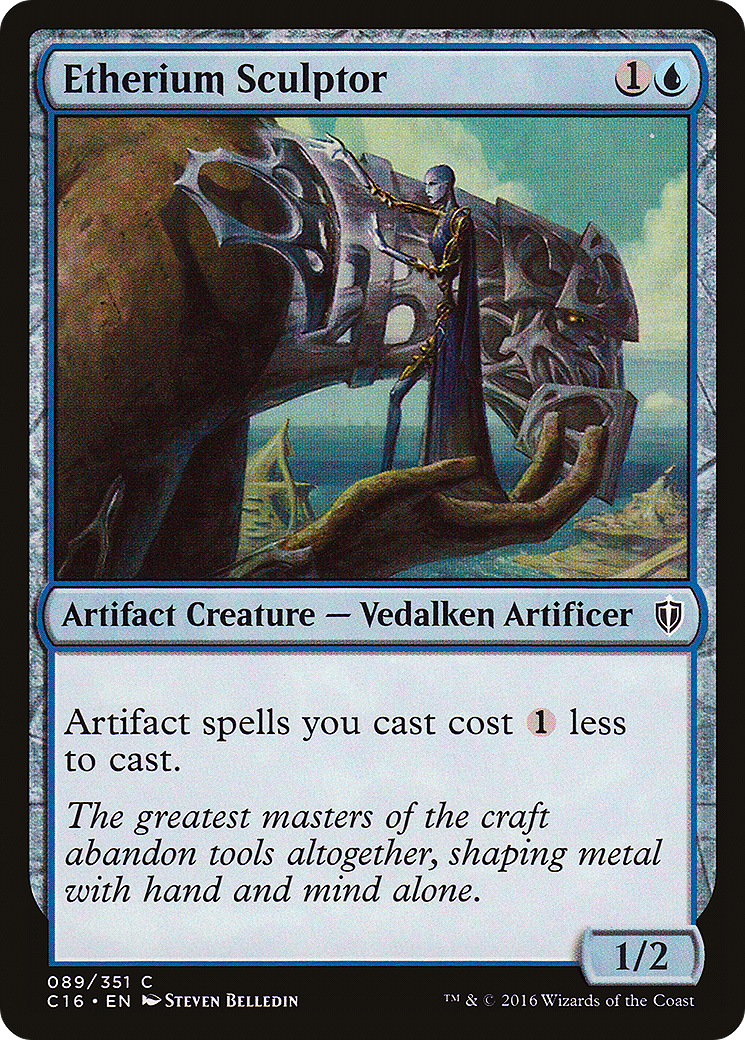 Etherium Sculptor 1
Artifact Creature — Vedalken Artificer
Artifact spells you cast cost 1 less
to cast.
The greatest masters of the craft
abandon tools altogether, shaping metal
with hand and mind alone.
1/2
089/351 C
C16 • EN Steven Belledin
™ & © 2016 Wizards of the Coast